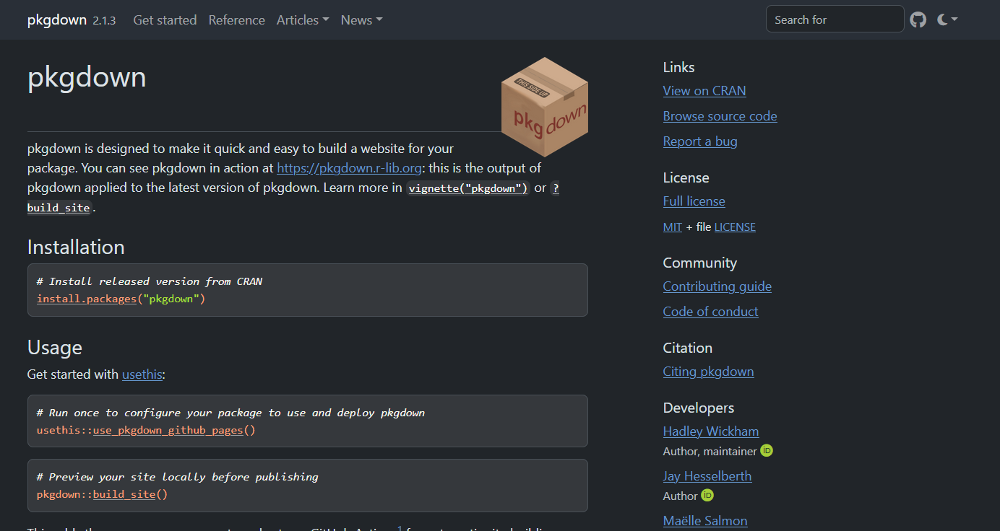 pkgdown 2.1.3 Get started Reference Articles News Search for
pkgdown
THIS SIDE UP
pkgdown
pkgdown is designed to make it quick and easy to build a website for your
package. You can see pkgdown in action at https://pkgdown.r-lib.org: this is the output of
pkgdown applied to the latest version of pkgdown. Learn more in vignette("pkgdown") or ?
build_site.
Installation
# Install released version from CRAN
install.packages("pkgdown")
Usage
Get started with usethis:
# Run once to configure your package to use and deploy pkgdown
usethis::use_pkgdown_github_pages()
# Preview your site locally before publishing
pkgdown::build_site()
Links
View on CRAN
Browse source code
Report a bug
License
Full license
MIT + file LICENSE
Community
Contributing guide
Code of conduct
Citation
Citing pkgdown
Developers
Hadley Wickham
Author, maintainer iD
Jay Hesselberth
Author iD
Maëlle Salmon